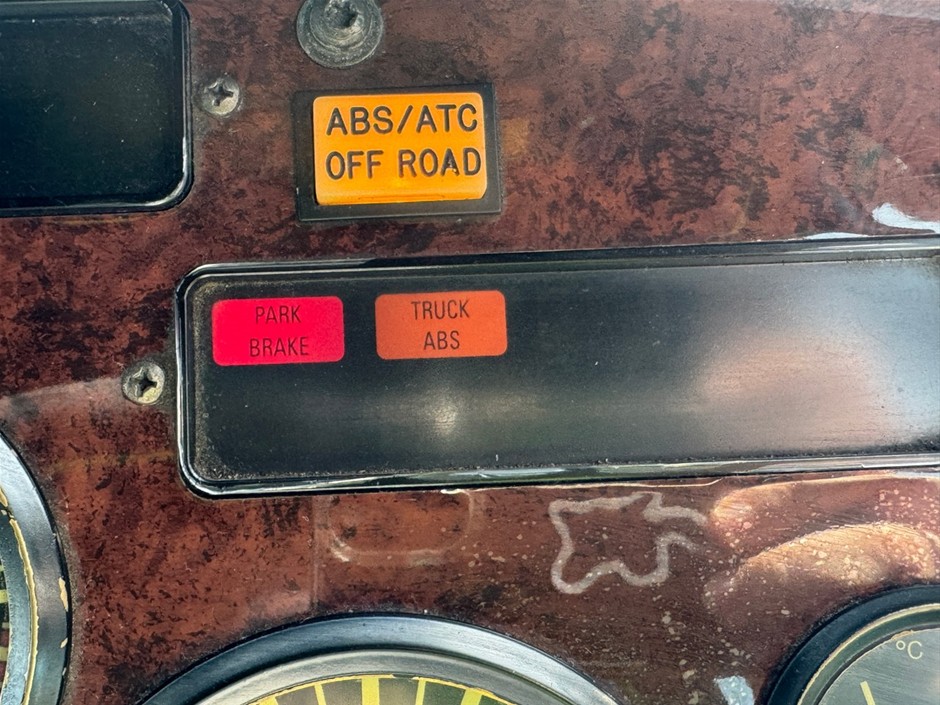 ABS/ATC
OFF ROAD
PARK
BRAKE
TRUCK
ABS
°C